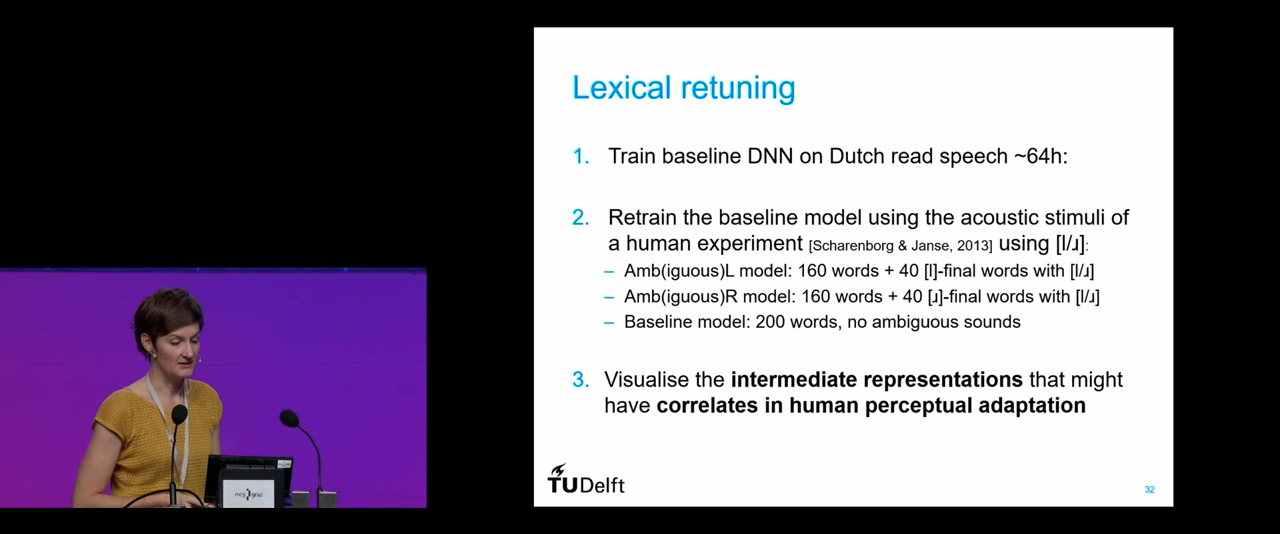 Lexical retuning
1. Train baseline DNN on Dutch read speech ~64h:
2. Retrain the baseline model using the acoustic stimuli of
a human experiment [Scharenborg & Janse, 2013] using [l/ɹ]:
– Amb(iguous)L model: 160 words + 40 [l]-final words with [l/ɹ]
– Amb(iguous)R model: 160 words + 40 [ɹ]-final words with [l/ɹ]
– Baseline model: 200 words, no ambiguous sounds
3. Visualise the intermediate representations that might
have correlates in human perceptual adaptation
TUDelft
32
mcg graz